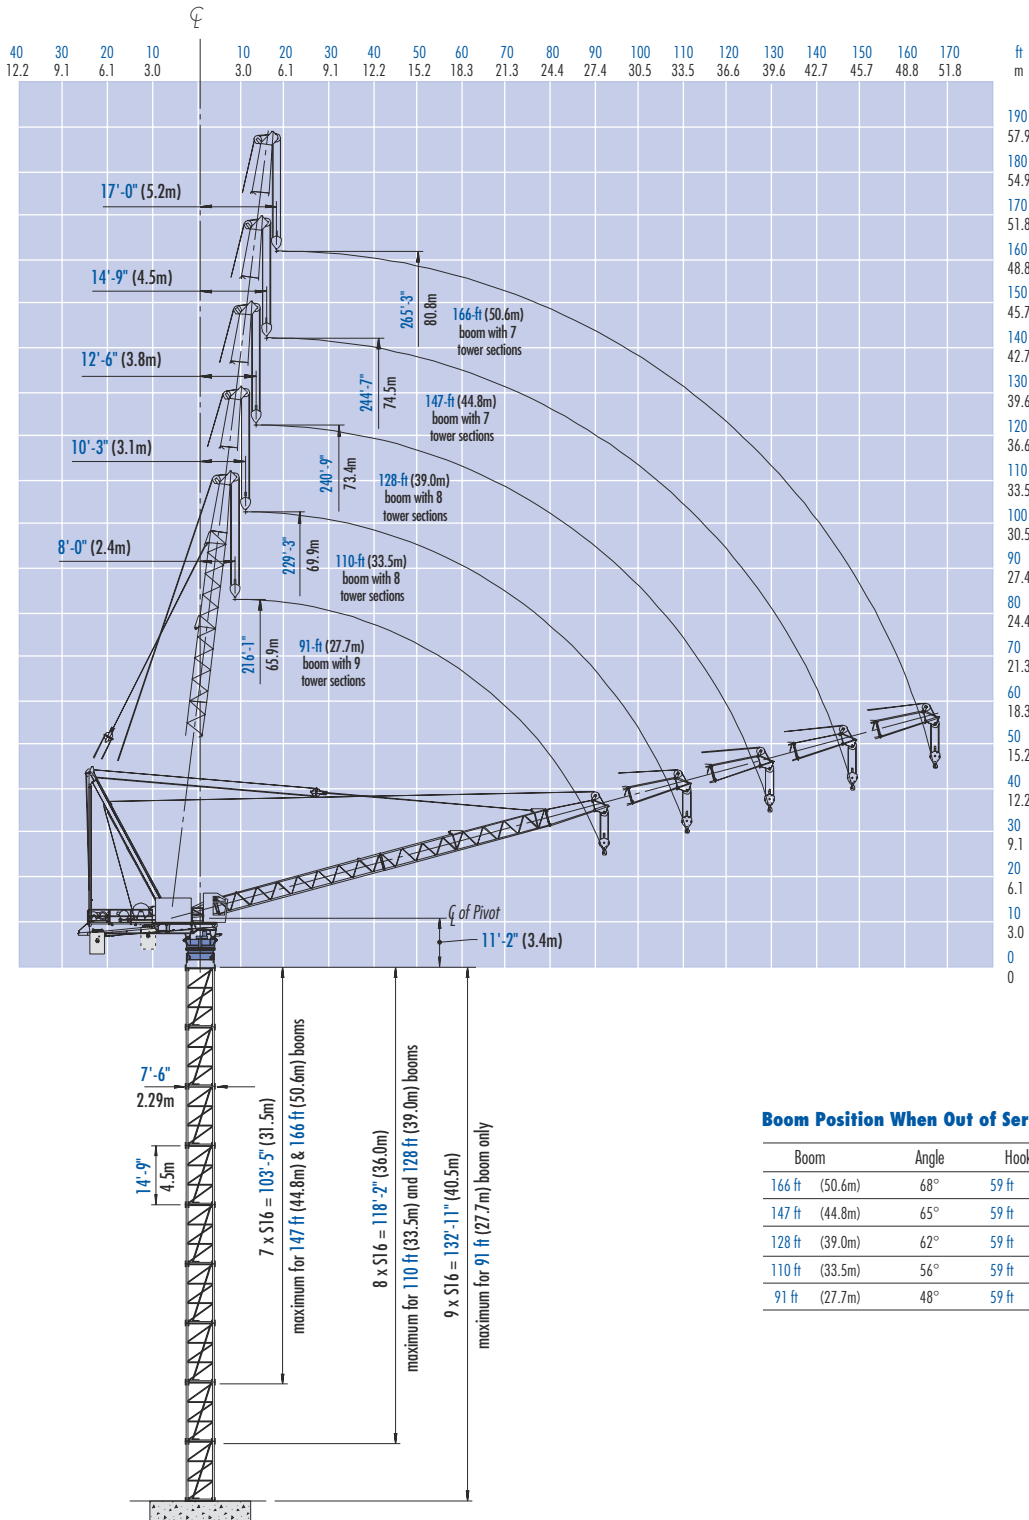 ℄
40 30 20 10 10 20 30 40 50 60 70 80 90 100 110 120 130 140 150 160 170 ft
12.2 9.1 6.1 3.0 3.0 6.1 9.1 12.2 15.2 18.3 21.3 24.4 27.4 30.5 33.5 36.6 39.6 42.7 45.7 48.8 51.8 m
190
57.9
180
54.9
170
51.8
160
48.8
150
45.7
140
42.7
130
39.6
120
36.6
110
33.5
100
30.5
90
27.4
80
24.4
70
21.3
60
18.3
50
15.2
40
12.2
30
9.1
20
6.1
10
3.0
0
0
17'-0" (5.2m)
14'-9" (4.5m)
12'-6" (3.8m)
10'-3" (3.1m)
8'-0" (2.4m)
265'-3"
80.8m
166-ft (50.6m)
boom with 7
tower sections
244'-7"
74.5m
147-ft (44.8m)
boom with 7
tower sections
240'-9"
73.4m
128-ft (39.0m)
boom with 8
tower sections
229'-3"
69.9m
110-ft (33.5m)
boom with 8
tower sections
216'-1"
65.9m
91-ft (27.7m)
boom with 9
tower sections
℄ of Pivot
11'-2" (3.4m)
7'-6"
2.29m
14'-9"
4.5m
7 x S16 = 103'-5" (31.5m)
maximum for 147 ft (44.8m) & 166 ft (50.6m) booms
8 x S16 = 118'-2" (36.0m)
maximum for 110 ft (33.5m) and 128 ft (39.0m) booms
9 x S16 = 132'-11" (40.5m)
maximum for 91 ft (27.7m) boom only
Boom Position When Out of Ser
Boom Angle Hook
166 ft (50.6m) 68° 59 ft
147 ft (44.8m) 65° 59 ft
128 ft (39.0m) 62° 59 ft
110 ft (33.5m) 56° 59 ft
91 ft (27.7m) 48° 59 ft